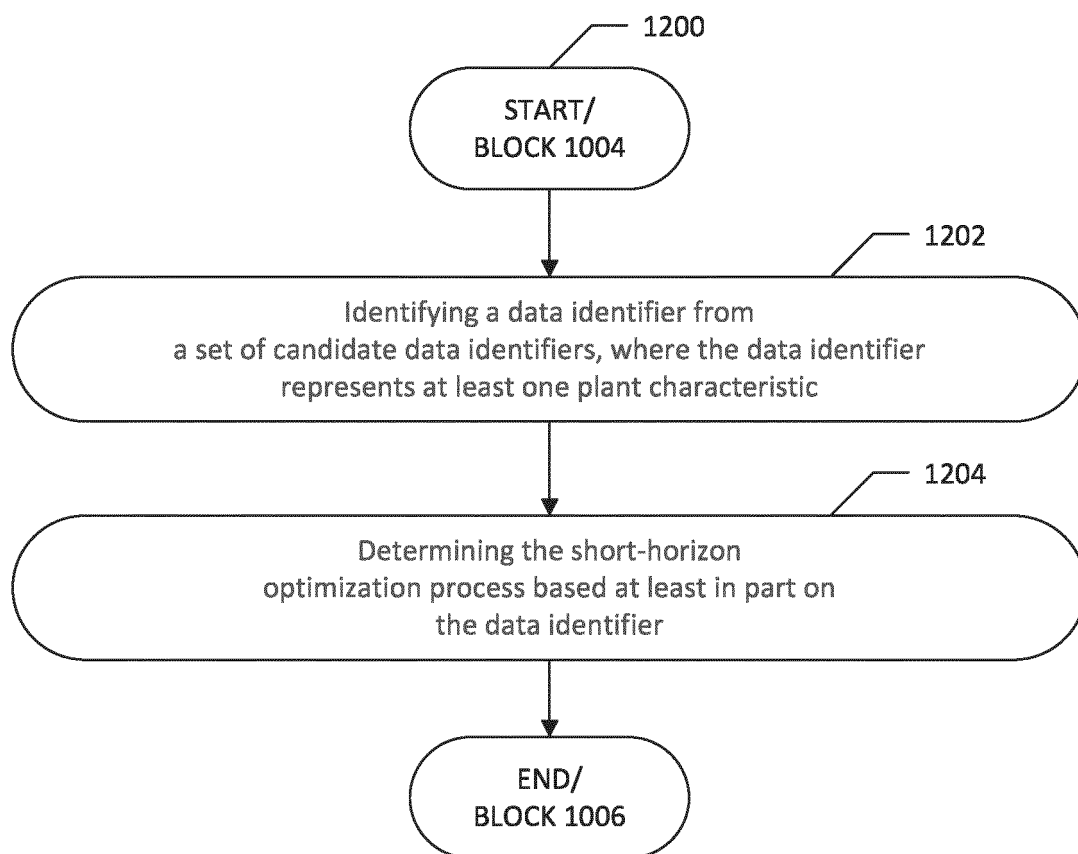 1200
START/
BLOCK 1004
1202
Identifying a data identifier from
a set of candidate data identifiers, where the data identifier
represents at least one plant characteristic
1204
Determining the short-horizon
optimization process based at least in part on
the data identifier
END/
BLOCK 1006